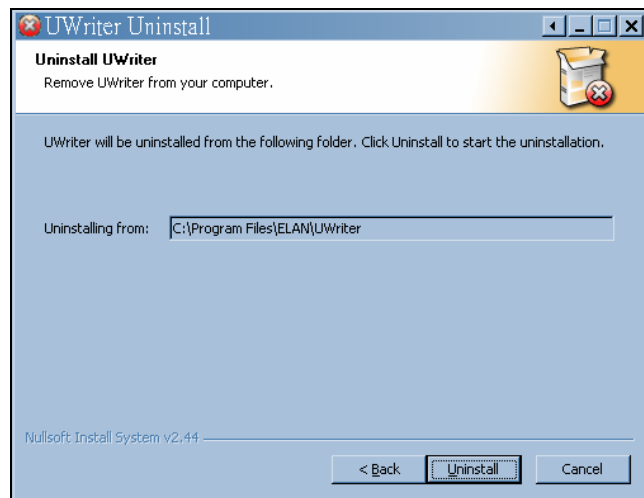 UWriter Uninstall
Uninstall UWriter
Remove UWriter from your computer.
UWriter will be uninstalled from the following folder. Click Uninstall to start the uninstallation.
Uninstalling from: C:\Program Files\ELAN\UWriter
Nullsoft Install System v2.44
< Back Uninstall Cancel